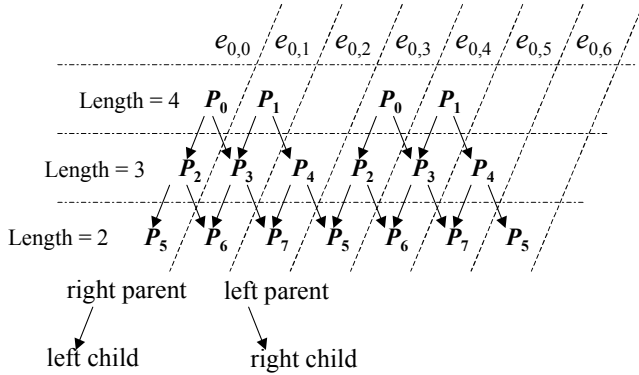 e0,0 e0,1 e0,2 e0,3 e0,4 e0,5 e0,6
Length = 4 P0 P1 P0 P1
Length = 3 P2 P3 P4 P2 P3 P4
Length = 2 P5 P6 P7 P5 P6 P7 P5
right parent left parent
left child right child